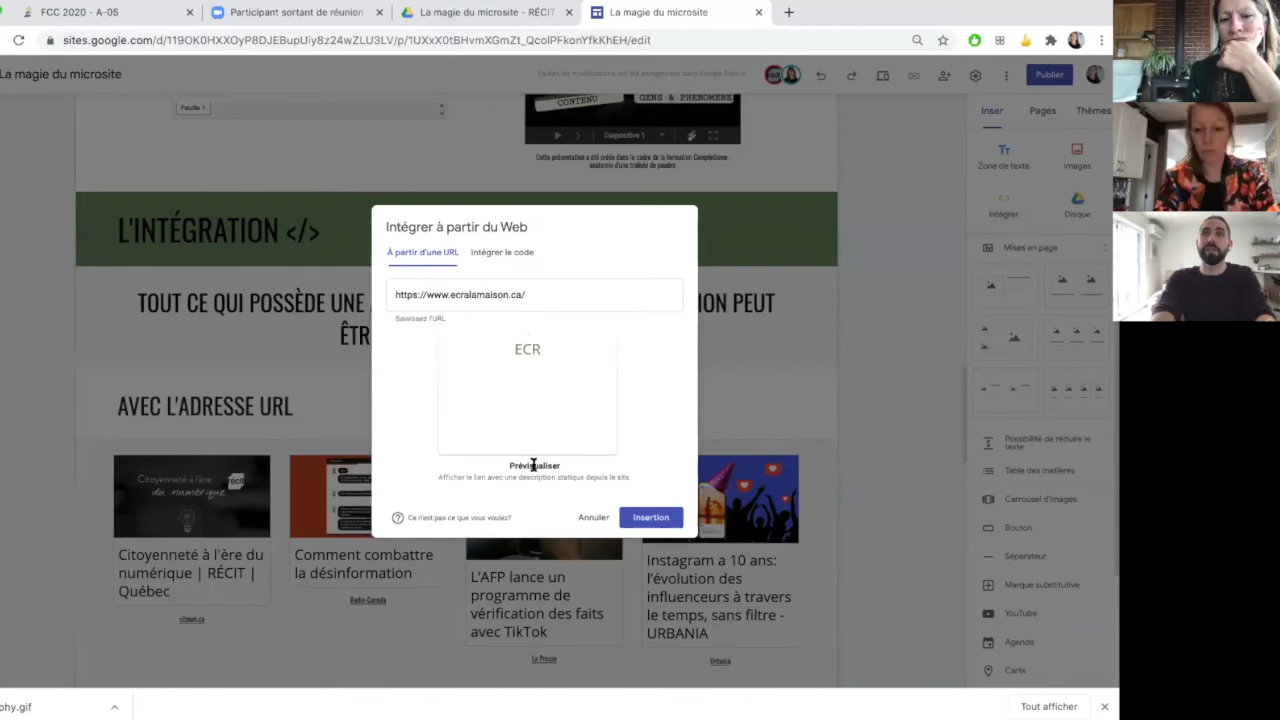 FCC 2020 - A-05
Participant sortant de réunion
La magie du microsite - RÉCIT
La magie du microsite
La magie du microsite
Publier
Feuille 1
CONTENU
GENS & PHENOMENE
Diapositive 1
Cette présentation a été créée dans le cadre de la formation Complotisme:
anatomie d'une traînée de poudre
Inser
Pages
Thèmes
Zone de texte
Images
Intégrer
Disque
Mises en page
L'INTÉGRATION </>
Intégrer à partir du Web
À partir d'une URL
Intégrer le code
https://www.ecralamaison.ca/
Saisissez l'URL
ECR
Prévisualiser
Afficher le lien avec une description statique depuis le site.
Ce n'est pas ce que vous voulez?
Annuler
Insertion
TOUT CE QUI POSSÈDE UNE
ION PEUT
ÊTR
AVEC L'ADRESSE URL
Citoyenneté à l'ère
du numérique
récit
Citoyenneté à l'ère du
numérique | RÉCIT |
Québec
Comment combattre
la désinformation
Radio-Canada
L'AFP lance un
programme de
vérification des faits
avec TikTok
La Presse
Instagram a 10 ans:
l'évolution des
influenceurs à travers
le temps, sans filtre -
URBANIA
Urbania
Possibilité de réduire le
texte
Table des matières
Carrousel d'images
Bouton
Séparateur
Marque substitutive
YouTube
Agenda
Carte
phy.gif
Tout afficher